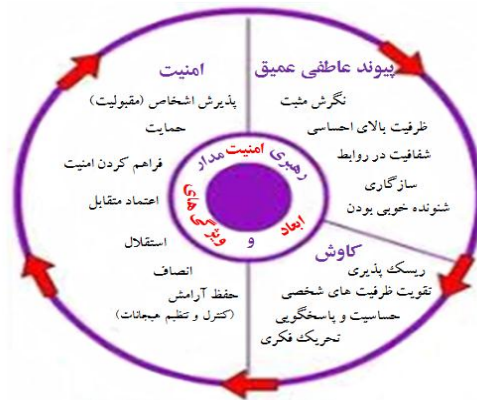 پیوند عاطفی عمیق
نگرش مثبت
ظرفیت بالای احساسی
شفافیت در روابط
سازگاری
شنونده خوبی بودن
امنیت
پذیرش اشخاص (مقبولیت)
حمایت
فراهم کردن امنیت
اعتماد متقابل
استقلال
انصاف
حفظ آرامش
(کنترل و تنظیم هیجانات)
رهبری امنیت مدار
ابعاد و ویژگی های
کاوش
ریسک پذیری
تقویت ظرفیت های شخصی
حساسیت و پاسخگویی
تحریک فکری